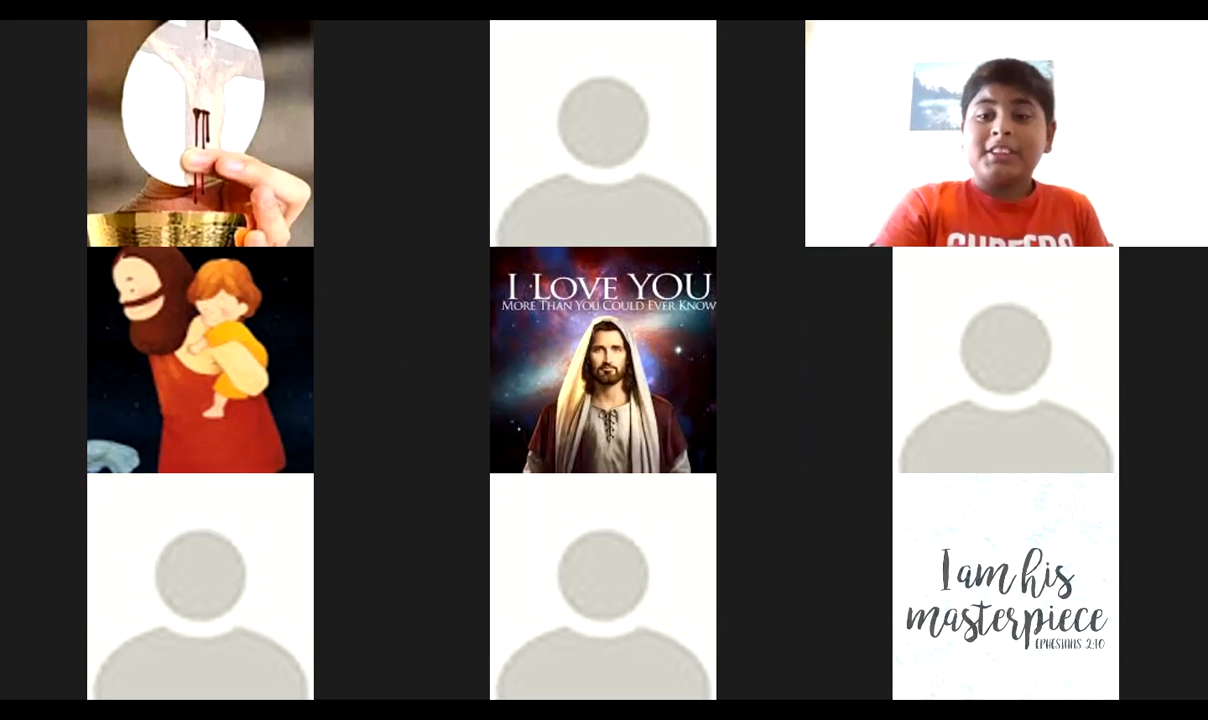 I LOVE YOU
MORE THAN YOU COULD EVER KNOW
I am his
masterpiece
EPHESIANS 2:10